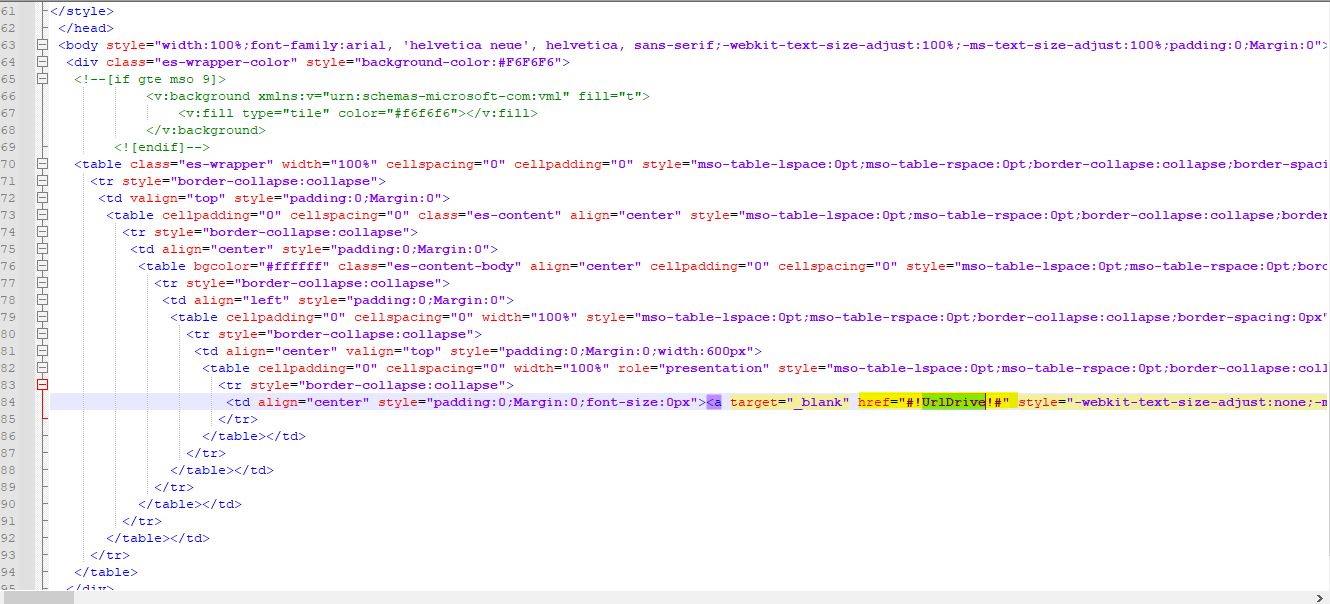 61 </style>
62 </head>
63 <body style="width:100%;font-family:arial, 'helvetica neue', helvetica, sans-serif;-webkit-text-size-adjust:100%;-ms-text-size-adjust:100%;padding:0;Margin:0">
64 <div class="es-wrapper-color" style="background-color:#F6F6F6">
65 <!--[if gte mso 9]>
66 <v:background xmlns:v="urn:schemas-microsoft-com:vml" fill="t">
67 <v:fill type="tile" color="#f6f6f6"></v:fill>
68 </v:background>
69 <![endif]-->
70 <table class="es-wrapper" width="100%" cellspacing="0" cellpadding="0" style="mso-table-lspace:0pt;mso-table-rspace:0pt;border-collapse:collapse;border-spaci
71 <tr style="border-collapse:collapse">
72 <td valign="top" style="padding:0;Margin:0">
73 <table cellpadding="0" cellspacing="0" class="es-content" align="center" style="mso-table-lspace:0pt;mso-table-rspace:0pt;border-collapse:collapse;border
74 <tr style="border-collapse:collapse">
75 <td align="center" style="padding:0;Margin:0">
76 <table bgcolor="#ffffff" class="es-content-body" align="center" cellpadding="0" cellspacing="0" style="mso-table-lspace:0pt;mso-table-rspace:0pt;borc
77 <tr style="border-collapse:collapse">
78 <td align="left" style="padding:0;Margin:0">
79 <table cellpadding="0" cellspacing="0" width="100%" style="mso-table-lspace:0pt;mso-table-rspace:0pt;border-collapse:collapse;border-spacing:0px"
80 <tr style="border-collapse:collapse">
81 <td align="center" valign="top" style="padding:0;Margin:0;width:600px">
82 <table cellpadding="0" cellspacing="0" width="100%" role="presentation" style="mso-table-lspace:0pt;mso-table-rspace:0pt;border-collapse:coll
83 <tr style="border-collapse:collapse">
84 <td align="center" style="padding:0;Margin:0;font-size:0px"><a target="_blank" href="#!UrlDrive!#" style="-webkit-text-size-adjust:none;-m
85 </tr>
86 </table></td>
87 </tr>
88 </table></td>
89 </tr>
90 </table></td>
91 </tr>
92 </table></td>
93 </tr>
94 </table>
95 </div>